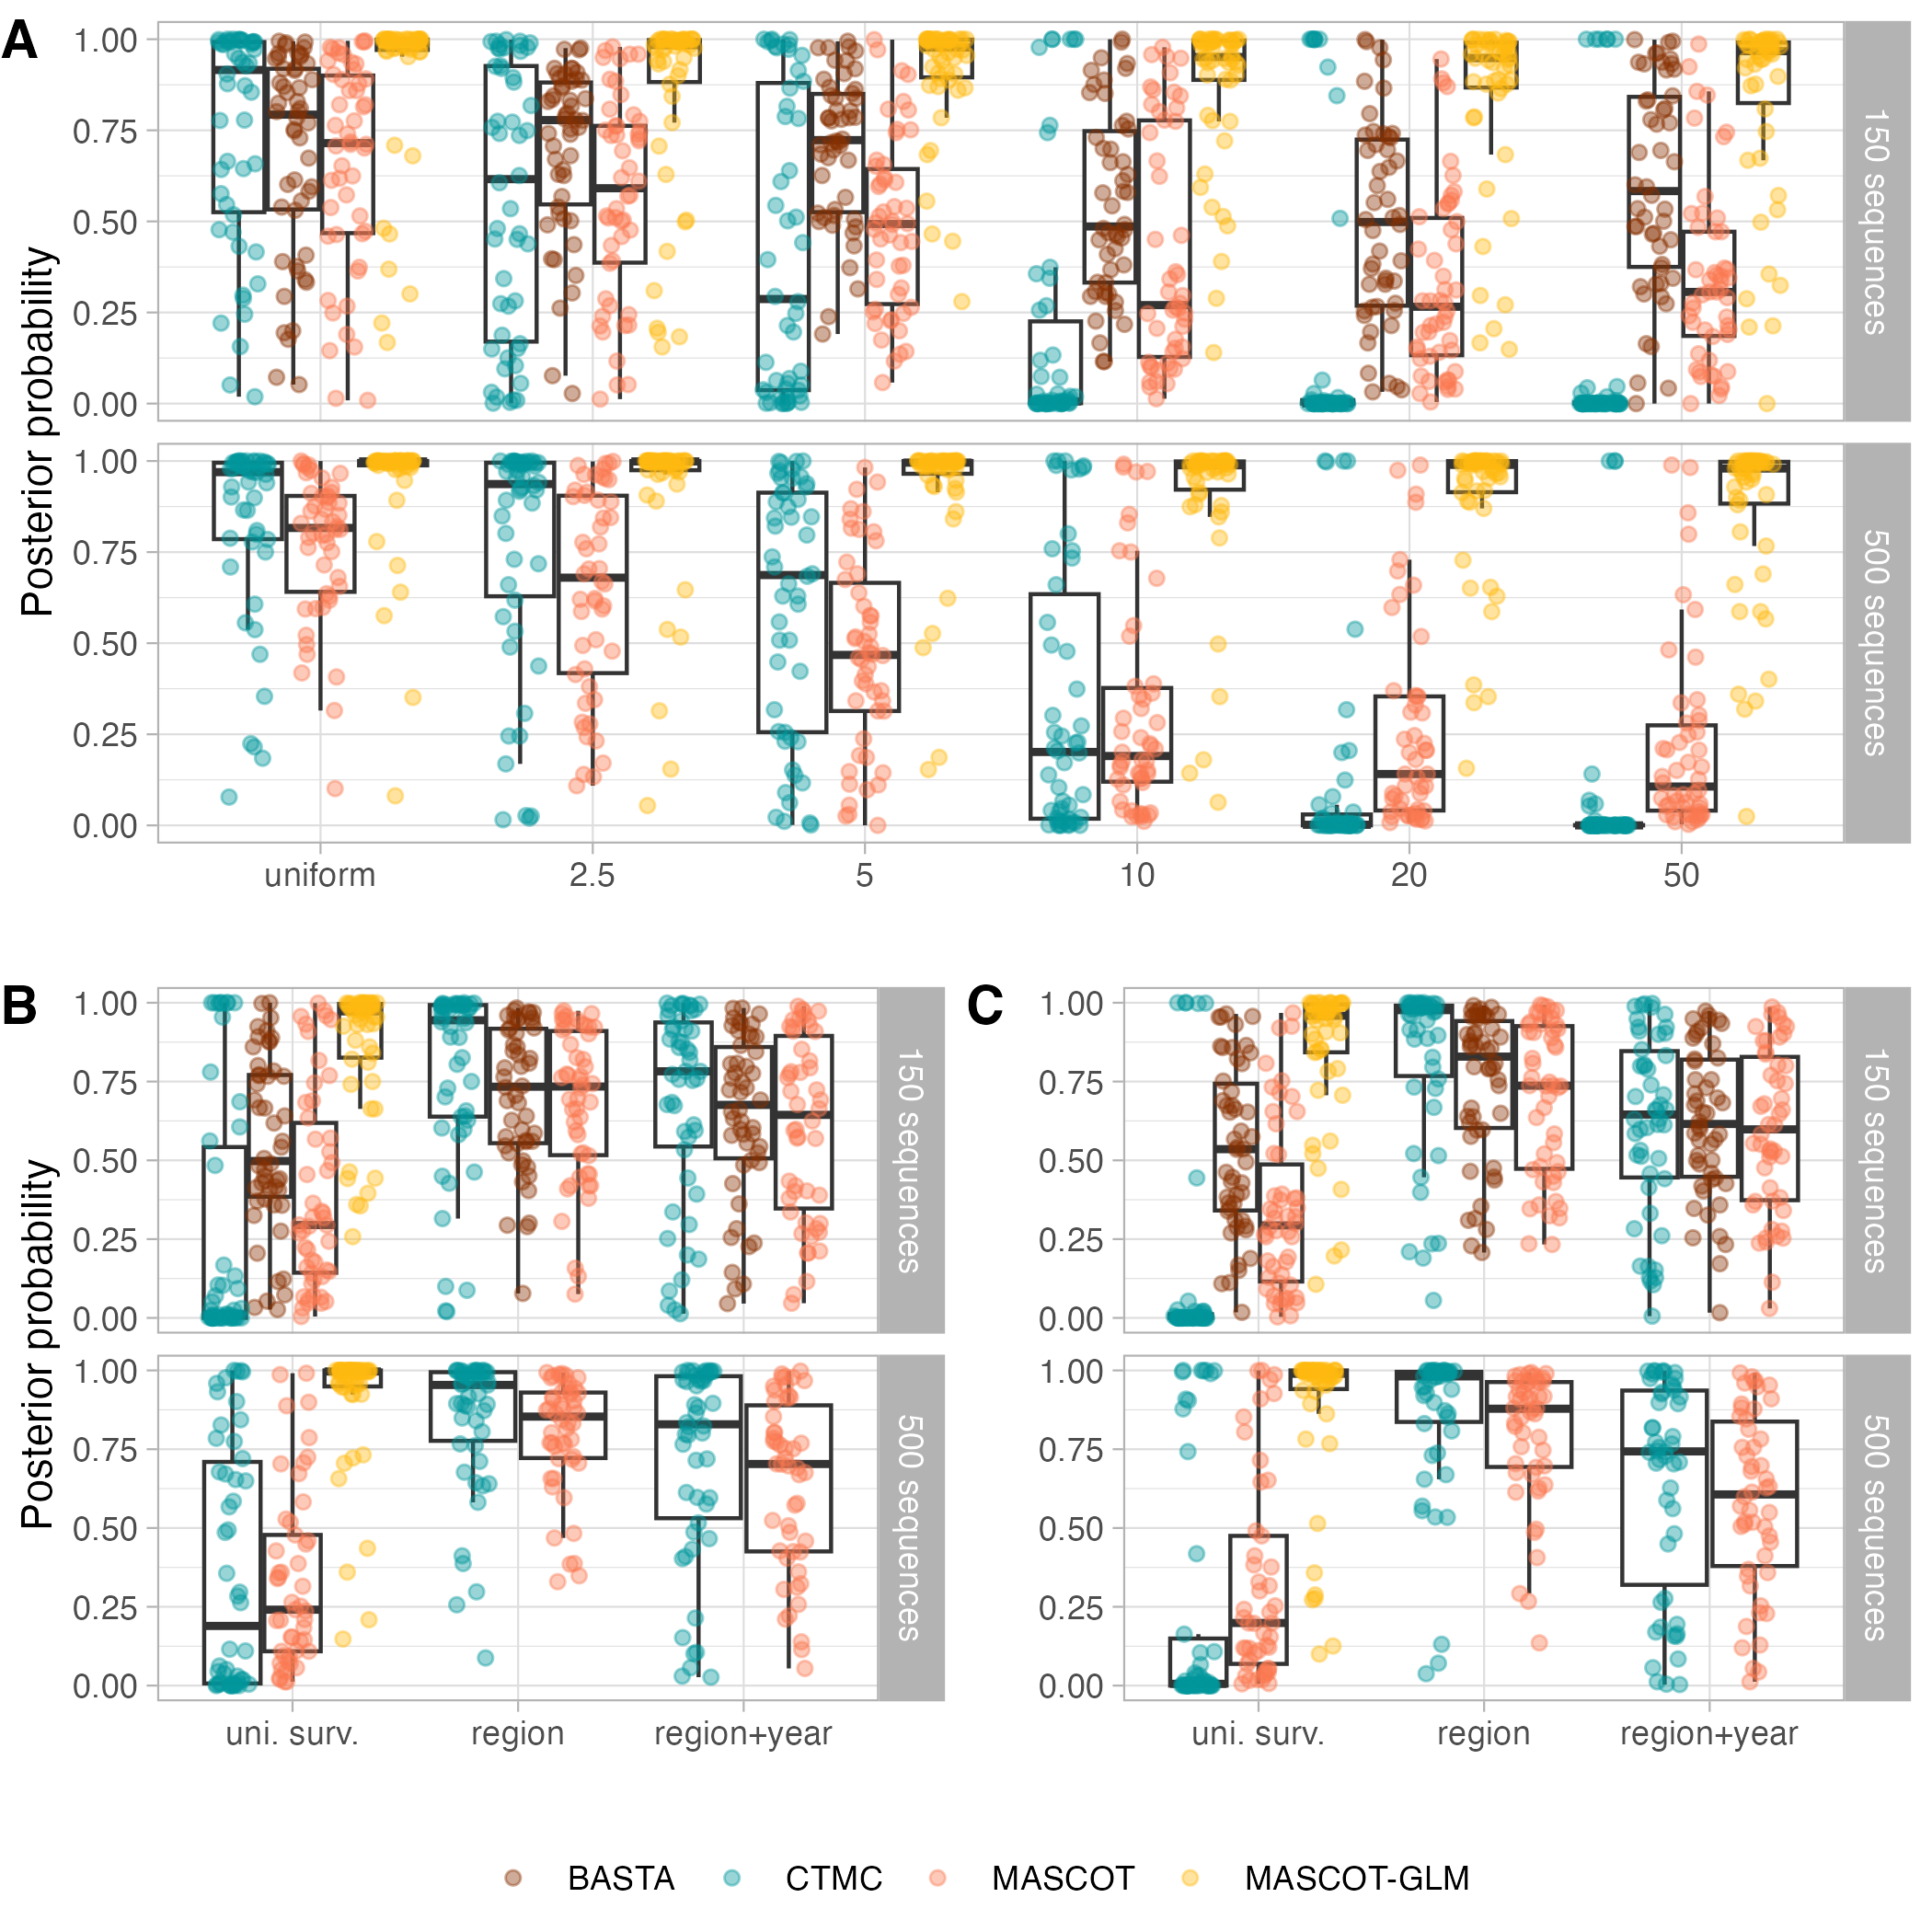 A
1.00
0.75
0.50
0.25
0.00
150 sequences
1.00
0.75
0.50
0.25
0.00
500 sequences
Posterior probability
uniform 2.5 5 10 20 50
B
1.00
0.75
0.50
0.25
0.00
150 sequences
1.00
0.75
0.50
0.25
0.00
500 sequences
Posterior probability
uni. surv. region region+year
C
1.00
0.75
0.50
0.25
0.00
150 sequences
1.00
0.75
0.50
0.25
0.00
500 sequences
uni. surv. region region+year
BASTA CTMC MASCOT MASCOT-GLM